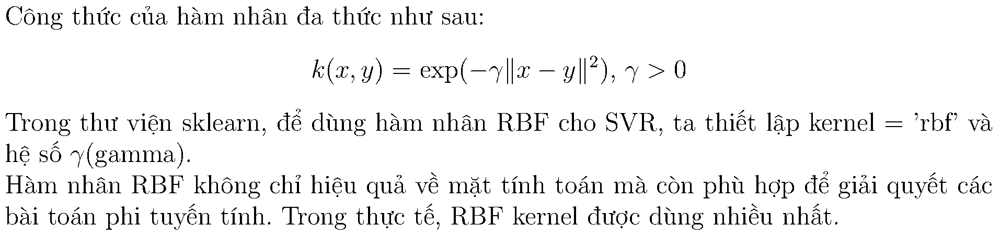 Công thức của hàm nhân đa thức như sau:
k(x, y) = exp(−γ‖x − y‖²), γ > 0
Trong thư viện sklearn, để dùng hàm nhân RBF cho SVR, ta thiết lập kernel = ’rbf’ và
hệ số γ(gamma).
Hàm nhân RBF không chỉ hiệu quả về mặt tính toán mà còn phù hợp để giải quyết các
bài toán phi tuyến tính. Trong thực tế, RBF kernel được dùng nhiều nhất.